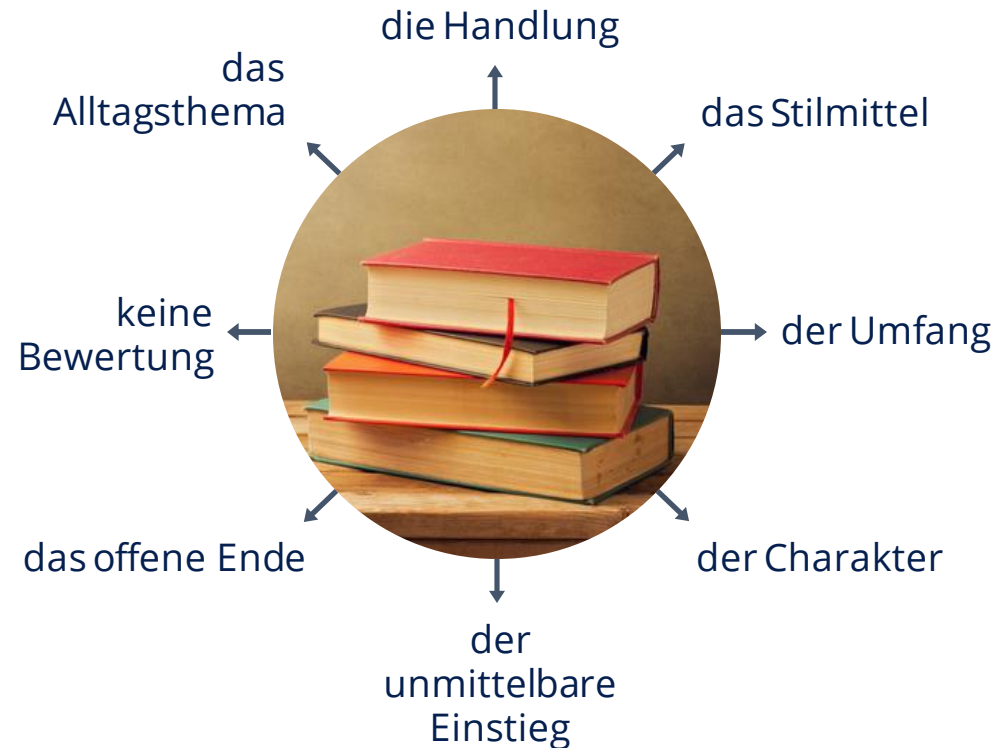 die Handlung
das
Alltagsthema
das Stilmittel
keine
Bewertung
der Umfang
das offene Ende
der Charakter
der
unmittelbare
Einstieg